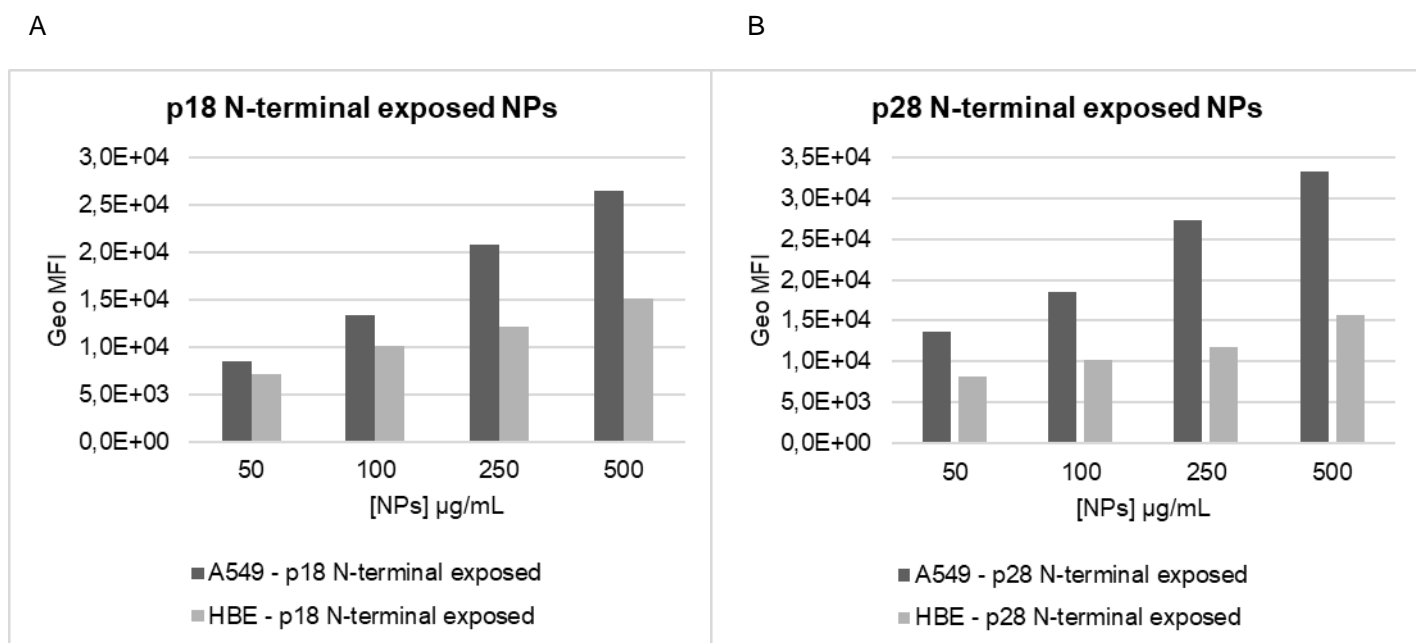 A
B
p18 N-terminal exposed NPs
3,0E+04
2,5E+04
2,0E+04
1,5E+04
1,0E+04
5,0E+03
0,0E+00
Geo MFI
50 100 250 500
[NPs] µg/mL
A549 - p18 N-terminal exposed
HBE - p18 N-terminal exposed
p28 N-terminal exposed NPs
3,5E+04
3,0E+04
2,5E+04
2,0E+04
1,5E+04
1,0E+04
5,0E+03
0,0E+00
Geo MFI
50 100 250 500
[NPs] µg/mL
A549 - p28 N-terminal exposed
HBE - p28 N-terminal exposed